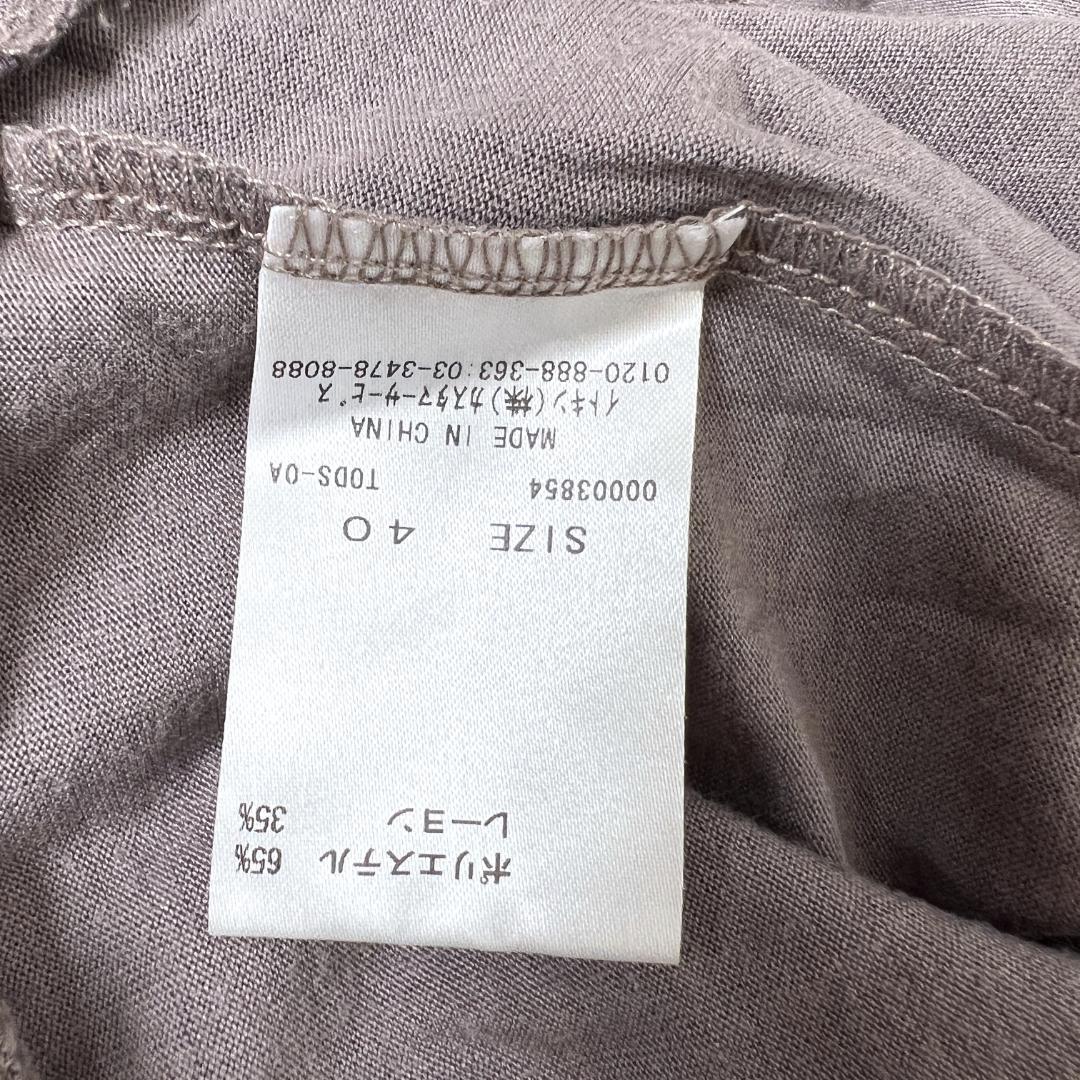 ポリエステル 65%
レーヨン 35%
SIZE 40
00003854 TODS-0A
MADE IN CHINA
イトキン(株)カスタマーサービス
0120-888-363:03-3478-8088